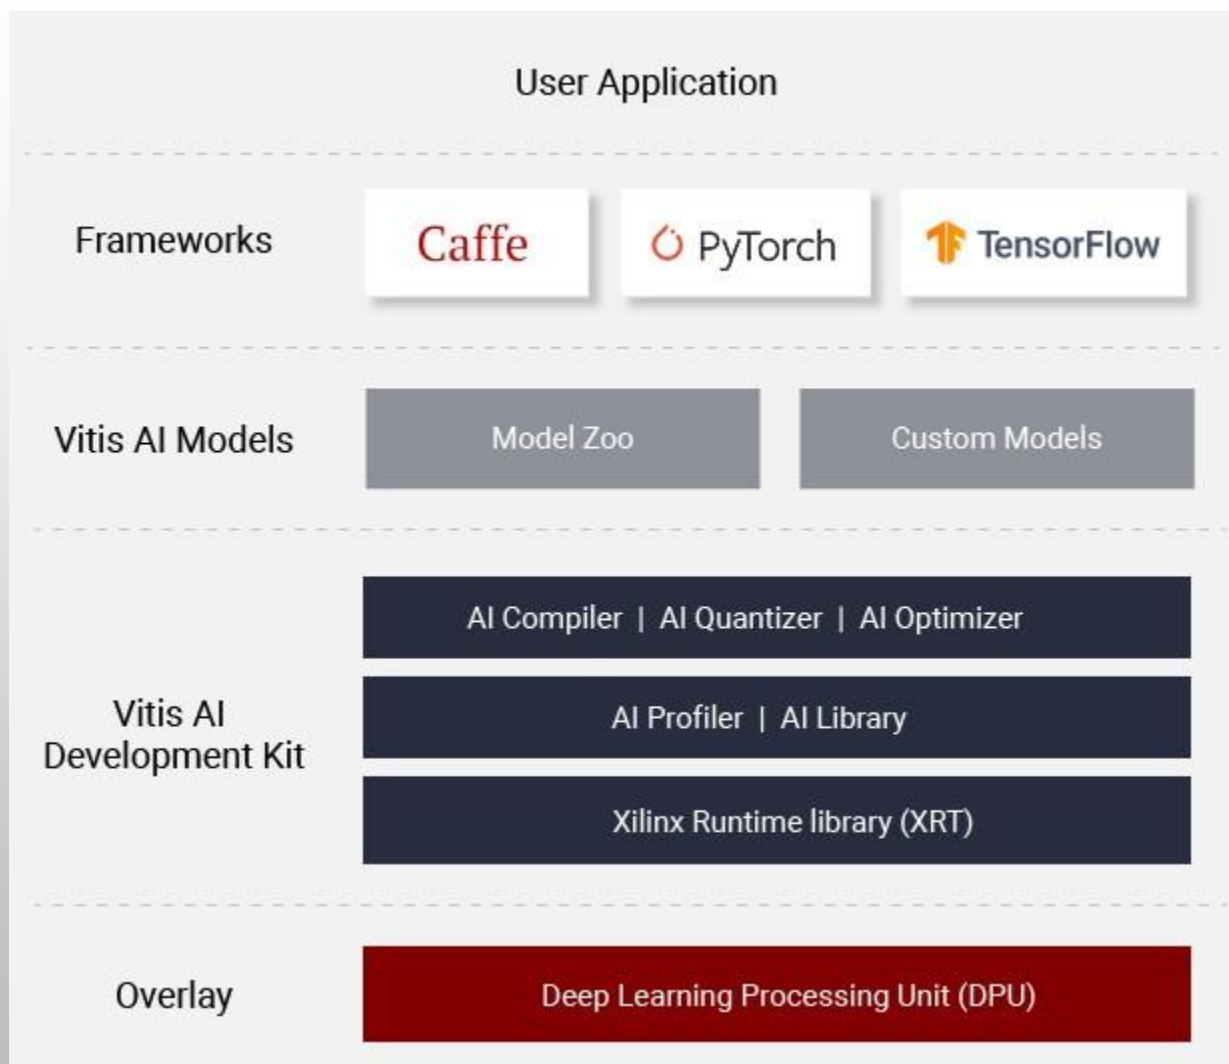 User Application
Frameworks
Caffe
PyTorch
TensorFlow
Vitis AI Models
Model Zoo
Custom Models
Vitis AI
Development Kit
AI Compiler | AI Quantizer | AI Optimizer
AI Profiler | AI Library
Xilinx Runtime library (XRT)
Overlay
Deep Learning Processing Unit (DPU)